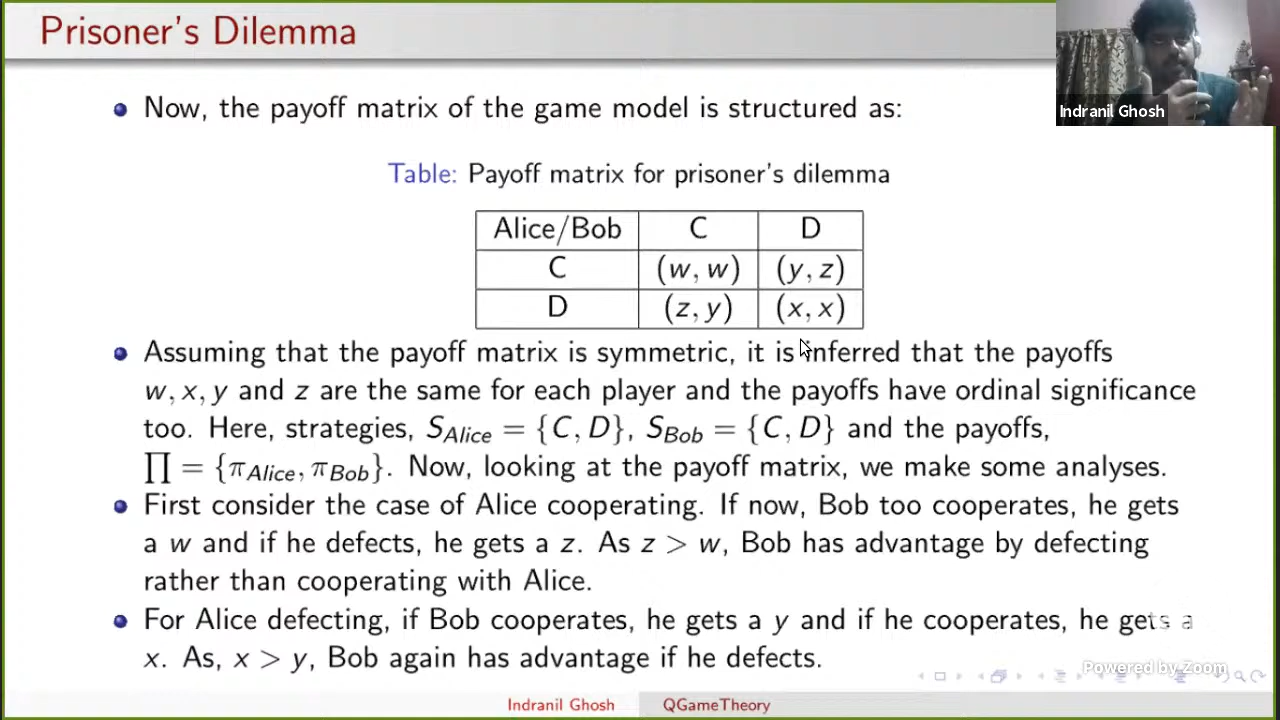 Prisoner's Dilemma
Indranil Ghosh
Now, the payoff matrix of the game model is structured as:
Table: Payoff matrix for prisoner's dilemma
Alice/Bob C D
C (w, w) (y, z)
D (z, y) (x, x)
Assuming that the payoff matrix is symmetric, it is inferred that the payoffs
w, x, y and z are the same for each player and the payoffs have ordinal significance
too. Here, strategies, S_Alice = {C, D}, S_Bob = {C, D} and the payoffs,
∏ = {π_Alice, π_Bob}. Now, looking at the payoff matrix, we make some analyses.
First consider the case of Alice cooperating. If now, Bob too cooperates, he gets
a w and if he defects, he gets a z. As z > w, Bob has advantage by defecting
rather than cooperating with Alice.
For Alice defecting, if Bob cooperates, he gets a y and if he cooperates, he gets a
x. As, x > y, Bob again has advantage if he defects.
Powered by Zoom
Indranil Ghosh QGameTheory